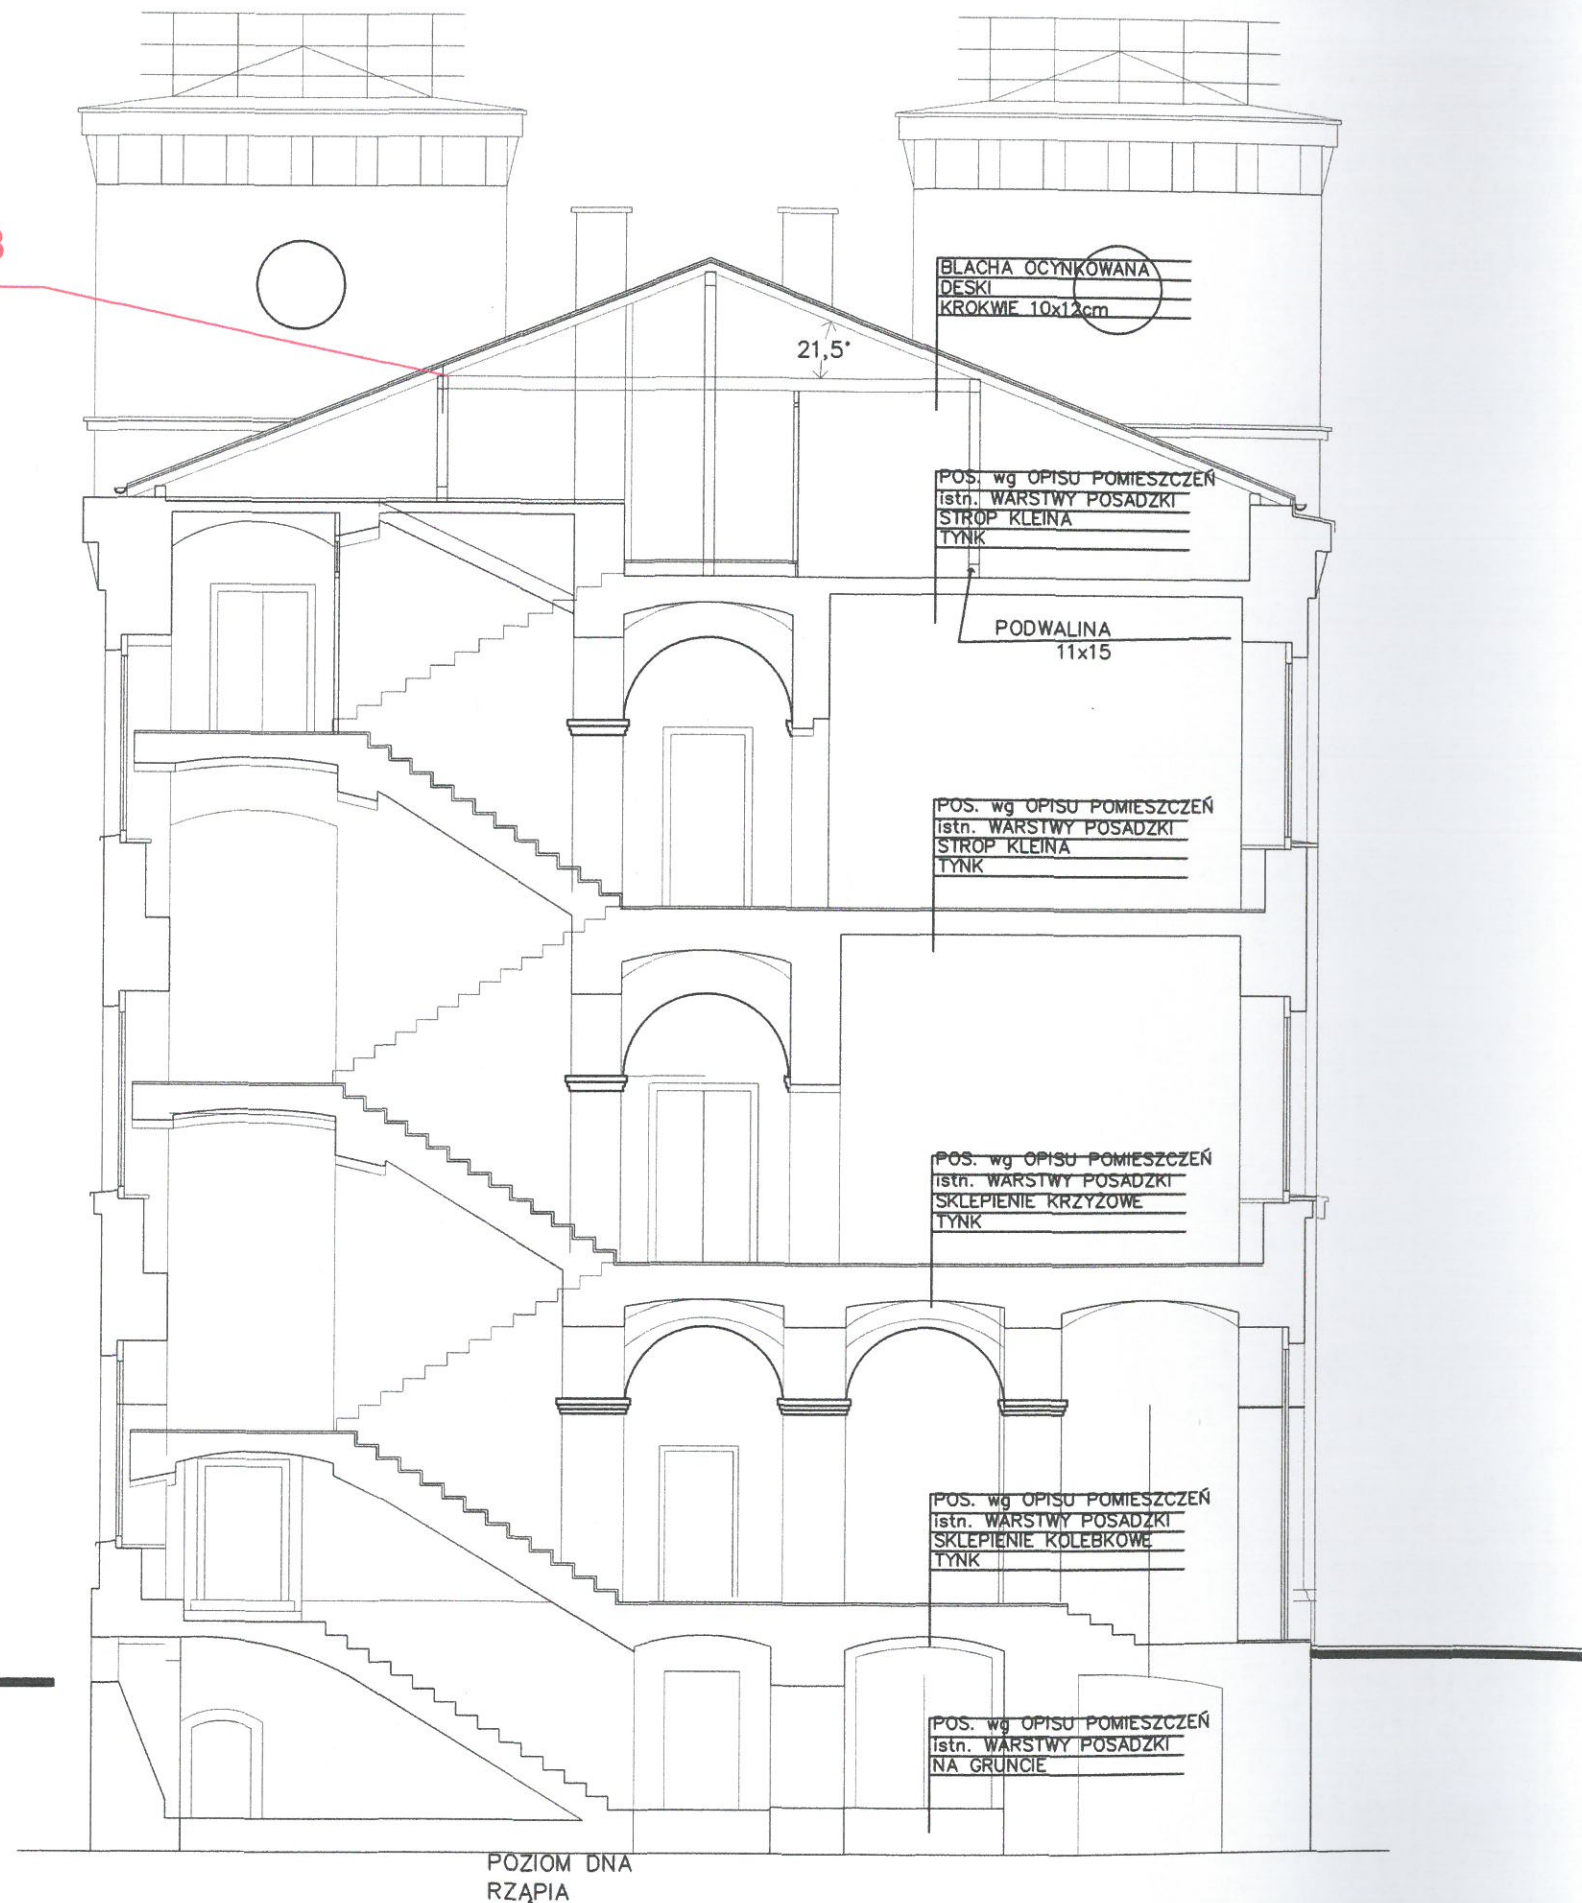 BLACHA OCYNKOWANA
DESKI
KROKWIE 10x12cm
21,5°
POS. wg OPISU POMIESZCZEŃ
istn. WARSTWY POSADZKI
STROP KLEINA
TYNK
PODWALINA
11x15
POS. wg OPISU POMIESZCZEŃ
istn. WARSTWY POSADZKI
STROP KLEINA
TYNK
POS. wg OPISU POMIESZCZEŃ
istn. WARSTWY POSADZKI
SKLEPIENIE KRZYŻOWE
TYNK
POS. wg OPISU POMIESZCZEŃ
istn. WARSTWY POSADZKI
SKLEPIENIE KOLEBKOWE
TYNK
POS. wg OPISU POMIESZCZEŃ
istn. WARSTWY POSADZKI
NA GRUNCIE
POZIOM DNA
RZĄPIA